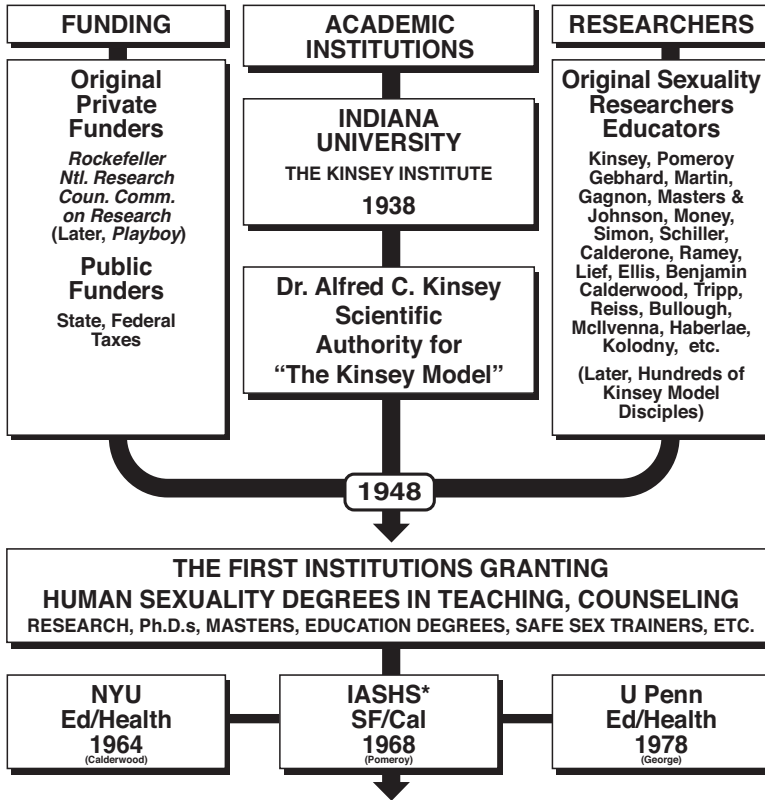 FUNDING
Original
Private
Funders
Rockefeller
Ntl. Research
Coun. Comm.
on Research
(Later, Playboy)
Public
Funders
State, Federal
Taxes
ACADEMIC
INSTITUTIONS
INDIANA
UNIVERSITY
THE KINSEY INSTITUTE
1938
Dr. Alfred C. Kinsey
Scientific
Authority for
“The Kinsey Model”
RESEARCHERS
Original Sexuality
Researchers
Educators
Kinsey, Pomeroy
Gebhard, Martin,
Gagnon, Masters &
Johnson, Money,
Simon, Schiller,
Calderone, Ramey,
Lief, Ellis, Benjamin
Calderwood, Tripp,
Reiss, Bullough,
McIlvenna, Haberlae,
Kolodny, etc.
(Later, Hundreds of
Kinsey Model
Disciples)
1948
THE FIRST INSTITUTIONS GRANTING
HUMAN SEXUALITY DEGREES IN TEACHING, COUNSELING
RESEARCH, Ph.D.s, MASTERS, EDUCATION DEGREES, SAFE SEX TRAINERS, ETC.
NYU
Ed/Health
1964
(Calderwood)
IASHS*
SF/Cal
1968
(Pomeroy)
U Penn
Ed/Health
1978
(George)